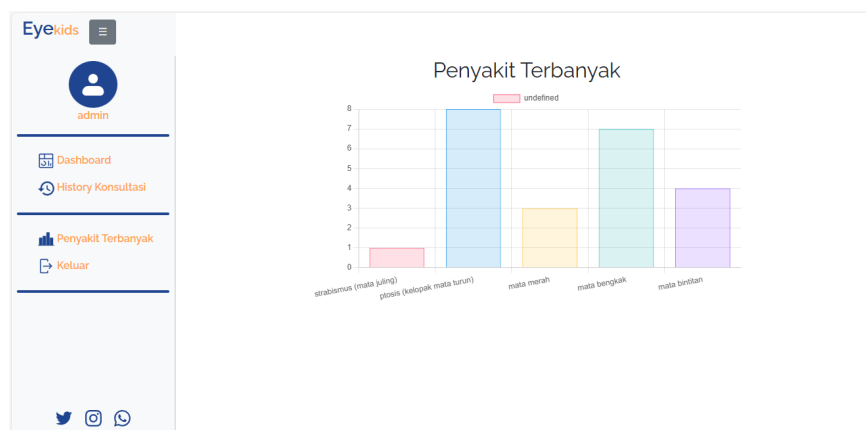 Eyekids
admin
Dashboard
History Konsultasi
Penyakit Terbanyak
Keluar
Penyakit Terbanyak
undefined
8
7
6
5
4
3
2
1
0
strabismus (mata juling)
ptosis (kelopak mata turun)
mata merah
mata bengkak
mata bintitan